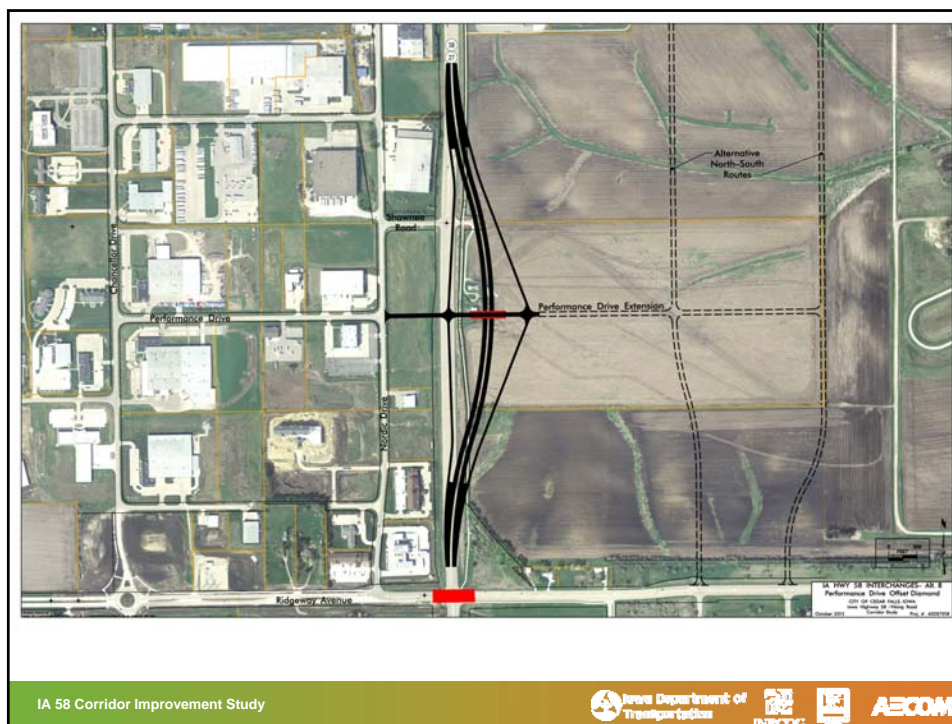 58
27
Alternative
North-South
Routes
Shawnee
Road
Chancellor Drive
Performance Drive
Performance Drive Extension
Nordic Drive
FEET
Ridgeway Avenue
IA HWY 58 INTERCHANGES- Alt B
Performance Drive Offset Diamond
CITY OF CEDAR FALLS, IOWA
Iowa Highway 58 -Viking Road
Corridor Study
October 2012
IA 58 Corridor Improvement Study
Iowa Department of
Transportation
INRCOG
AECOM